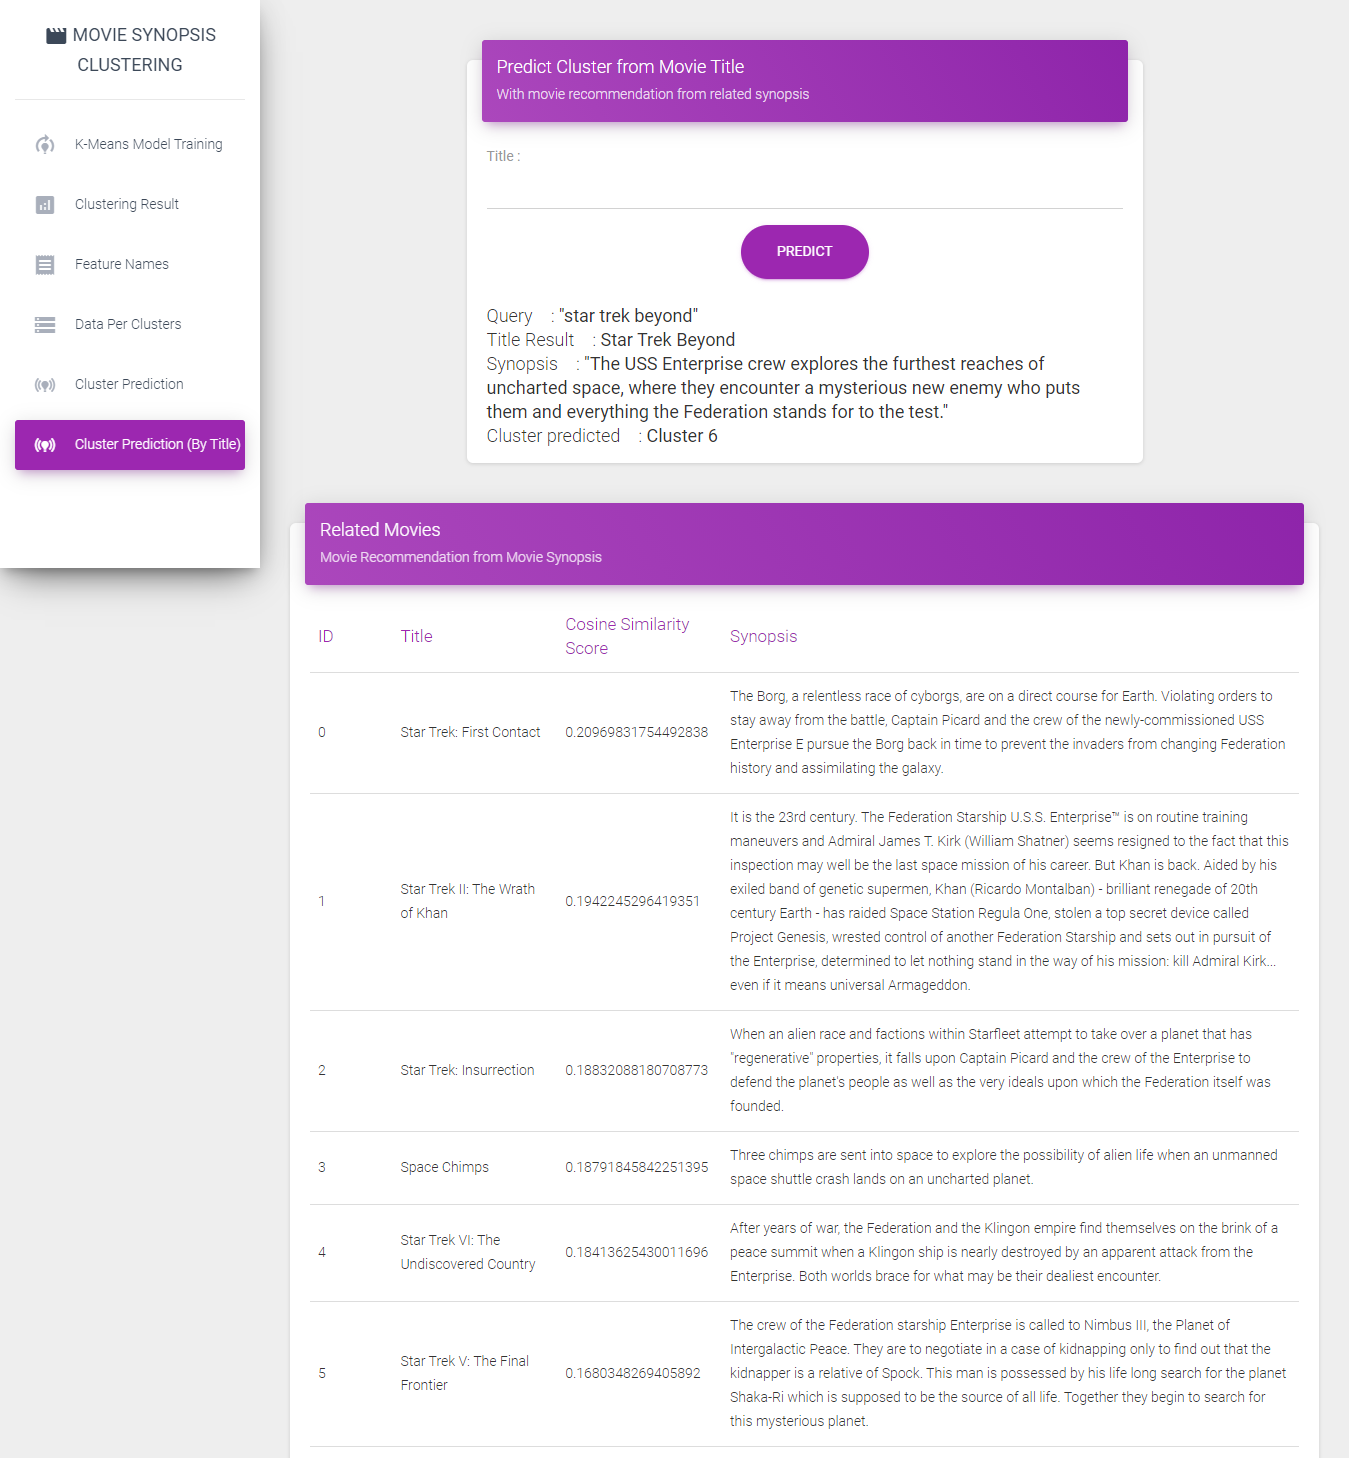 MOVIE SYNOPSIS
CLUSTERING
K-Means Model Training
Clustering Result
Feature Names
Data Per Clusters
Cluster Prediction
Cluster Prediction (By Title)
Predict Cluster from Movie Title
With movie recommendation from related synopsis
Title :
PREDICT
Query : "star trek beyond"
Title Result : Star Trek Beyond
Synopsis : "The USS Enterprise crew explores the furthest reaches of
uncharted space, where they encounter a mysterious new enemy who puts
them and everything the Federation stands for to the test."
Cluster predicted : Cluster 6
Related Movies
Movie Recommendation from Movie Synopsis
ID
Title
Cosine Similarity
Score
Synopsis
0
Star Trek: First Contact
0.20969831754492838
The Borg, a relentless race of cyborgs, are on a direct course for Earth. Violating orders to
stay away from the battle, Captain Picard and the crew of the newly-commissioned USS
Enterprise E pursue the Borg back in time to prevent the invaders from changing Federation
history and assimilating the galaxy.
1
Star Trek II: The Wrath
of Khan
0.1942245296419351
It is the 23rd century. The Federation Starship U.S.S. Enterprise™ is on routine training
maneuvers and Admiral James T. Kirk (William Shatner) seems resigned to the fact that this
inspection may well be the last space mission of his career. But Khan is back. Aided by his
exiled band of genetic supermen, Khan (Ricardo Montalban) - brilliant renegade of 20th
century Earth - has raided Space Station Regula One, stolen a top secret device called
Project Genesis, wrested control of another Federation Starship and sets out in pursuit of
the Enterprise, determined to let nothing stand in the way of his mission: kill Admiral Kirk...
even if it means universal Armageddon.
2
Star Trek: Insurrection
0.18832088180708773
When an alien race and factions within Starfleet attempt to take over a planet that has
"regenerative" properties, it falls upon Captain Picard and the crew of the Enterprise to
defend the planet's people as well as the very ideals upon which the Federation itself was
founded.
3
Space Chimps
0.18791845842251395
Three chimps are sent into space to explore the possibility of alien life when an unmanned
space shuttle crash lands on an uncharted planet.
4
Star Trek VI: The
Undiscovered Country
0.18413625430011696
After years of war, the Federation and the Klingon empire find themselves on the brink of a
peace summit when a Klingon ship is nearly destroyed by an apparent attack from the
Enterprise. Both worlds brace for what may be their dealiest encounter.
5
Star Trek V: The Final
Frontier
0.1680348269405892
The crew of the Federation starship Enterprise is called to Nimbus III, the Planet of
Intergalactic Peace. They are to negotiate in a case of kidnapping only to find out that the
kidnapper is a relative of Spock. This man is possessed by his life long search for the planet
Shaka-Ri which is supposed to be the source of all life. Together they begin to search for
this mysterious planet.